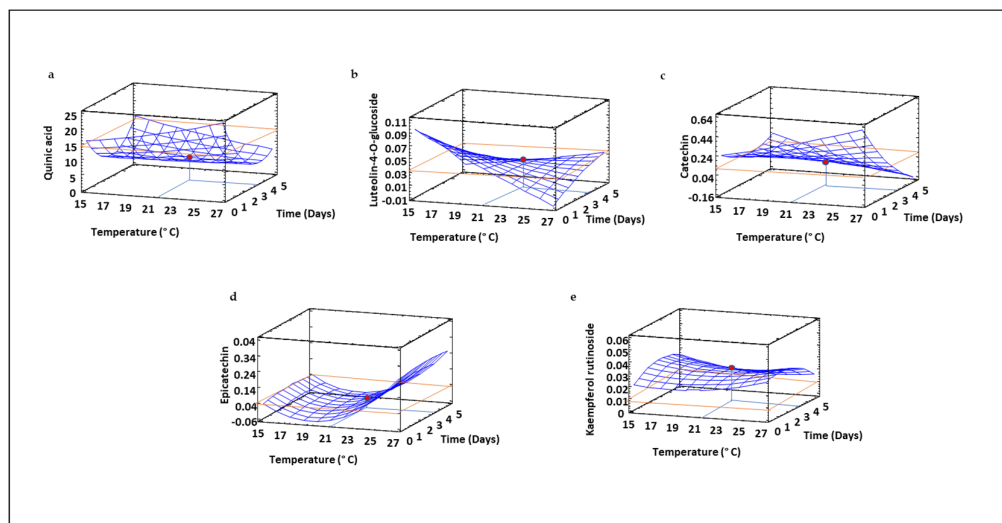 a
Quinic acid
25
20
15
10
5
0
15 17 19 21 23 25 27
0 1 2 3 4 5
Time (Days)
Temperature (° C)
b
Luteolin-4-O-glucoside
0.11
0.09
0.07
0.05
0.03
0.01
-0.01
15 17 19 21 23 25 27
0 1 2 3 4 5
Time (Days)
Temperature (° C)
c
Catechin
0.64
0.44
0.24
0.04
-0.16
15 17 19 21 23 25 27
0 1 2 3 4 5
Time (Days)
Temperature (° C)
d
Epicatechin
0.04
0.34
0.24
0.14
0.04
-0.06
15 17 19 21 23 25 27
0 1 2 3 4 5
Time (Days)
Temperature (° C)
e
Kaempferol rutinoside
0.06
0.05
0.04
0.03
0.02
0.01
0
15 17 19 21 23 25 27
0 1 2 3 4 5
Time (Days)
Temperature (° C)